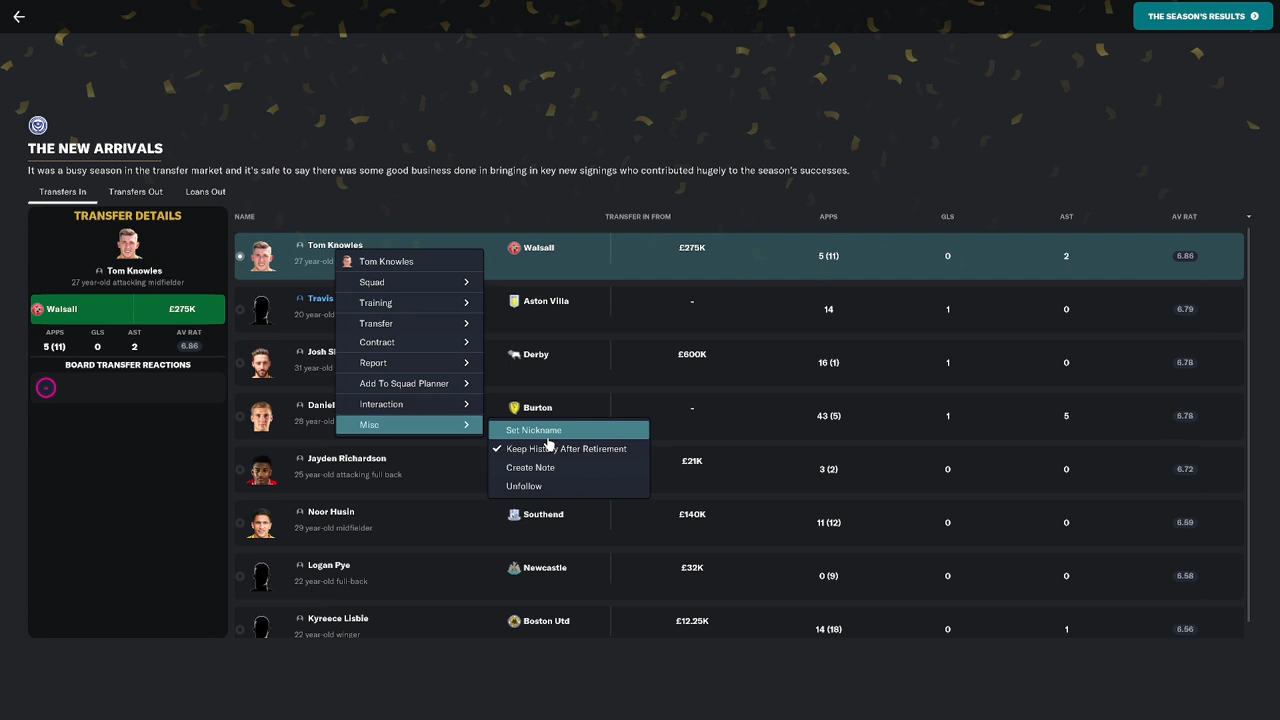 THE SEASON'S RESULTS
THE NEW ARRIVALS
It was a busy season in the transfer market and it's safe to say there was some good business done in bringing in key new signings who contributed hugely to the season's successes.
Transfers In Transfers Out Loans Out
TRANSFER DETAILS
Tom Knowles
27 year-old attacking midfielder
Walsall £275K
APPS GLS AST AV RAT
5 (11) 0 2 6.86
BOARD TRANSFER REACTIONS
NAME TRANSFER IN FROM APPS GLS AST AV RAT
Tom Knowles Walsall £275K 5 (11) 0 2 6.86
27 year-old
Travis Aston Villa - 14 1 0 6.79
20 year-old
Josh Derby £600K 16 (1) 1 0 6.78
31 year-old
Daniel Burton - 43 (5) 1 5 6.78
28 year-old
Jayden Richardson £21K 3 (2) 0 0 6.72
25 year-old attacking full back
Noor Husin Southend £140K 11 (12) 0 0 6.59
29 year-old midfielder
Logan Pye Newcastle £32K 0 (9) 0 0 6.58
22 year-old full-back
Kyreece Lisbie Boston Utd £12.25K 14 (18) 0 1 6.56
22 year-old winger
Tom Knowles
Squad
Training
Transfer
Contract
Report
Add To Squad Planner
Interaction
Misc
Set Nickname
Keep History After Retirement
Create Note
Unfollow